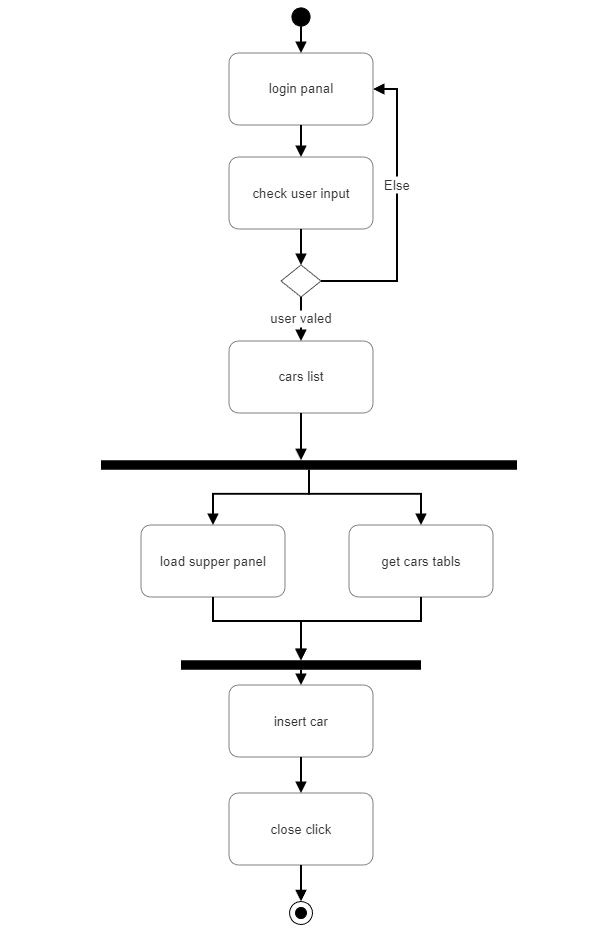 login panal
check user input
Else
user valed
cars list
load supper panel
get cars tabls
insert car
close click